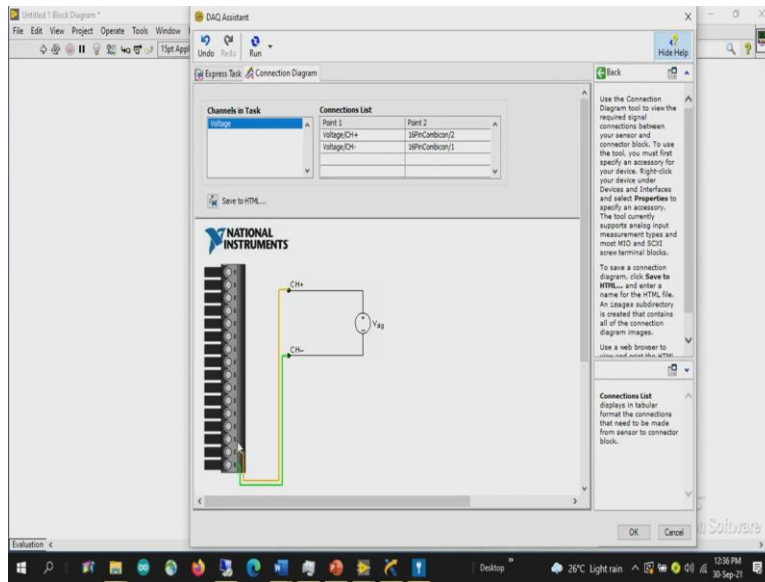 Untitled 1 Block Diagram *
File Edit View Project Operate Tools Window
15pt Appl
DAQ Assistant
Undo Redo Run
Hide Help
Express Task Connection Diagram
Channels in Task
Voltage
Connections List
Point 1 Point 2
Voltage/CH+ 16PinCombicon/2
Voltage/CH- 16PinCombicon/1
Save to HTML...
NATIONAL
INSTRUMENTS
CH+
Vsig
CH-
Back
Use the Connection
Diagram tool to view the
required signal
connections between
your sensor and
connector block. To use
the tool, you must first
specify an accessory for
your device. Right-click
your device under
Devices and Interfaces
and select Properties to
specify an accessory.
The tool currently
supports analog input
measurement types and
most MIO and SCXI
screw terminal blocks.
To save a connection
diagram, click Save to
HTML... and enter a
name for the HTML file.
An images subdirectory
is created that contains
all of the connection
diagram images.
Use a web browser to
view and print the HTML
Connections List
displays in tabular
format the connections
that need to be made
from sensor to connector
block.
OK Cancel
Software
Evaluation
Desktop
26°C Light rain
12:36 PM
30-Sep-21